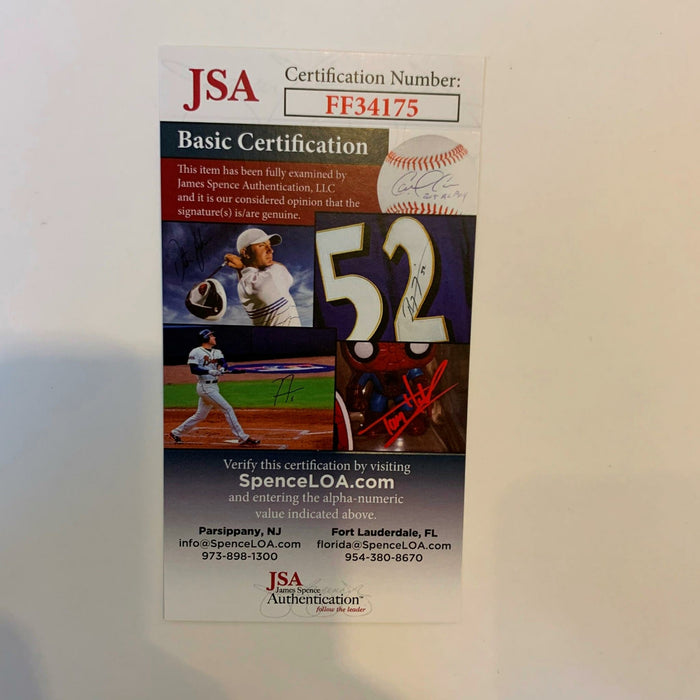 JSA
Certification Number:
FF34175
Basic Certification
This item has been fully examined by
James Spence Authentication, LLC
and it is our considered opinion that the
signature(s) is/are genuine.
52
Verify this certification by visiting
SpenceLOA.com
and entering the alpha-numeric
value indicated above.
Parsippany, NJ
info@SpenceLOA.com
973-898-1300
Fort Lauderdale, FL
florida@SpenceLOA.com
954-380-8670
JSA
James Spence
Authentication™
follow the leader